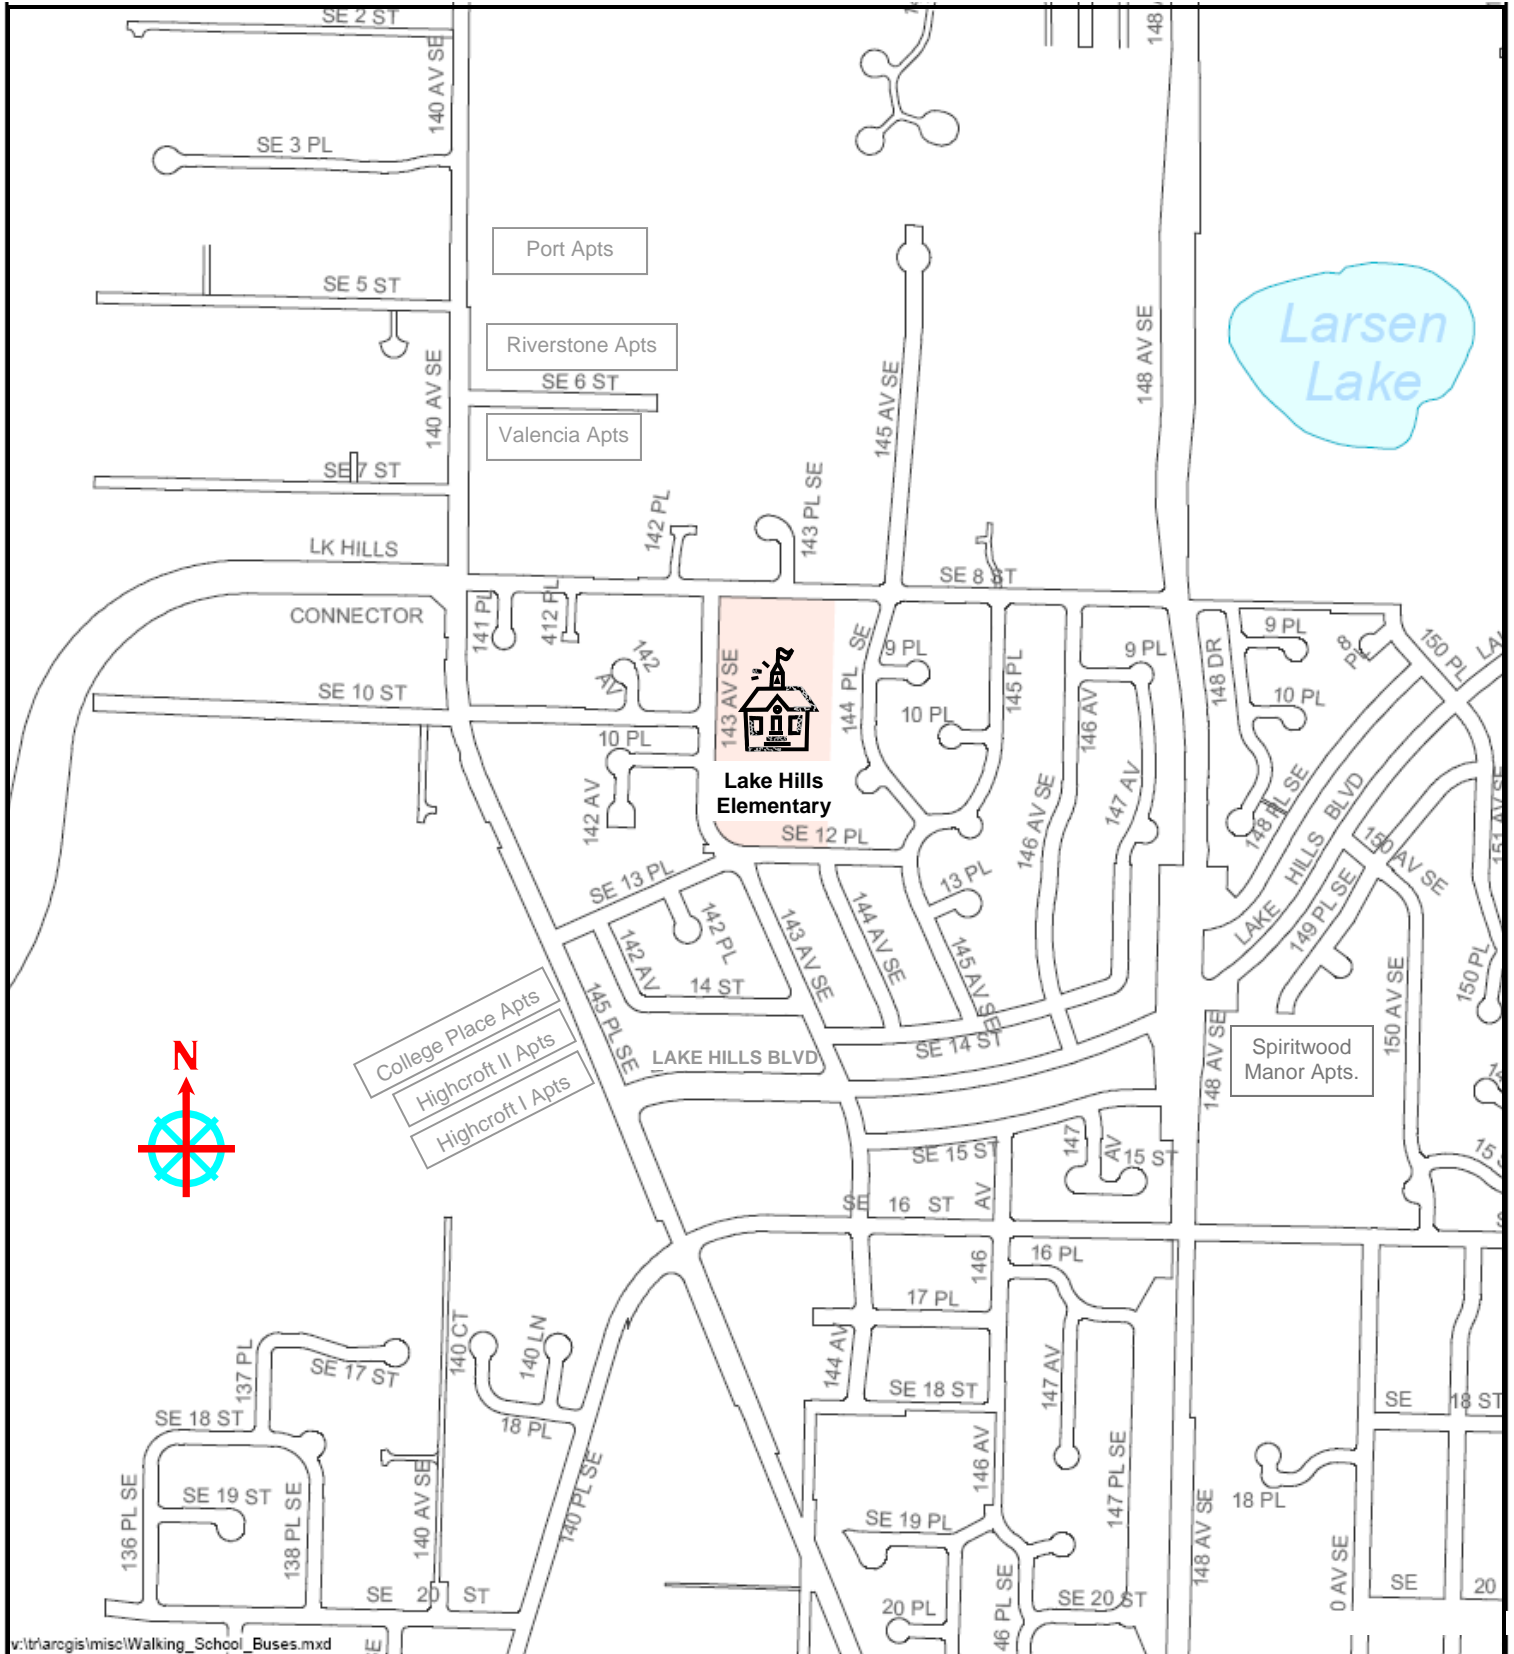 SE 2 ST
148
140 AV SE
SE 3 PL
Port Apts
SE 5 ST
Larsen
Lake
148 AV SE
Riverstone Apts
140 AV SE
SE 6 ST
145 AV SE
Valencia Apts
SE 7 ST
143 PL SE
142 PL
LK HILLS
SE 8 ST
CONNECTOR
141 PL
412 PL
142
AV
143 AV SE
144 PL SE
9 PL
145 PL
9 PL
148 DR
9 PL
8 PL
150 PL
SE 10 ST
10 PL
10 PL
146 AV
10 PL
142 AV
Lake Hills
Elementary
146 AV SE
147 AV
148 PL SE
LAKE HILLS BLVD
151 AV SE
SE 12 PL
150 AV SE
SE 13 PL
13 PL
149 PL SE
142 AV
142 PL
143 AV SE
144 AV SE
145 AV SE
14 ST
150 AV SE
150 PL
145 PL SE
College Place Apts
Highcroft II Apts
Highcroft I Apts
LAKE HILLS BLVD
SE 14 ST
148 AV SE
Spiritwood
Manor Apts.
N
SE 15 ST
147 AV
15 ST
15
SE 16 ST
146 AV
16 PL
17 PL
137 PL
SE 17 ST
140 CT
140 LN
144 AV
147 AV
SE 18 ST
SE 18 ST
SE 18 ST
18 PL
136 PL SE
SE 19 ST
138 PL SE
140 AV SE
140 PL SE
146 AV
147 PL SE
148 AV SE
18 PL
SE 19 PL
SE 20 ST
20 PL
46 PL SE
SE 20 ST
0 AV SE
SE 20
v:\tr\arcgis\misc\Walking_School_Buses.mxd
SE